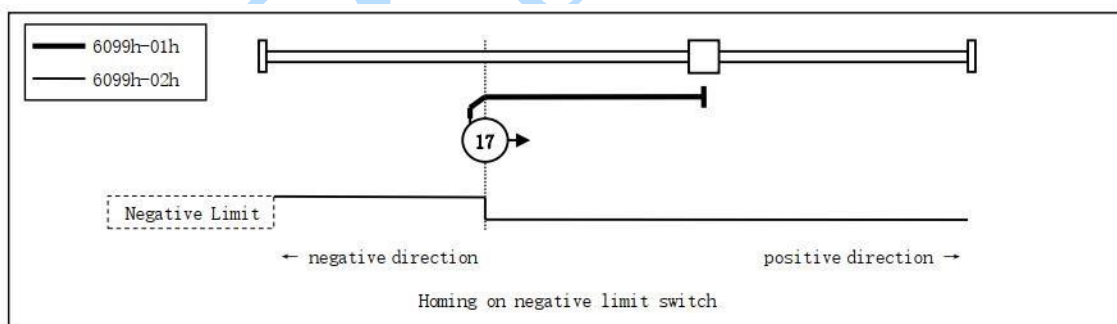 6099h-01h
6099h-02h
17
Negative Limit
← negative direction
positive direction →
Homing on negative limit switch